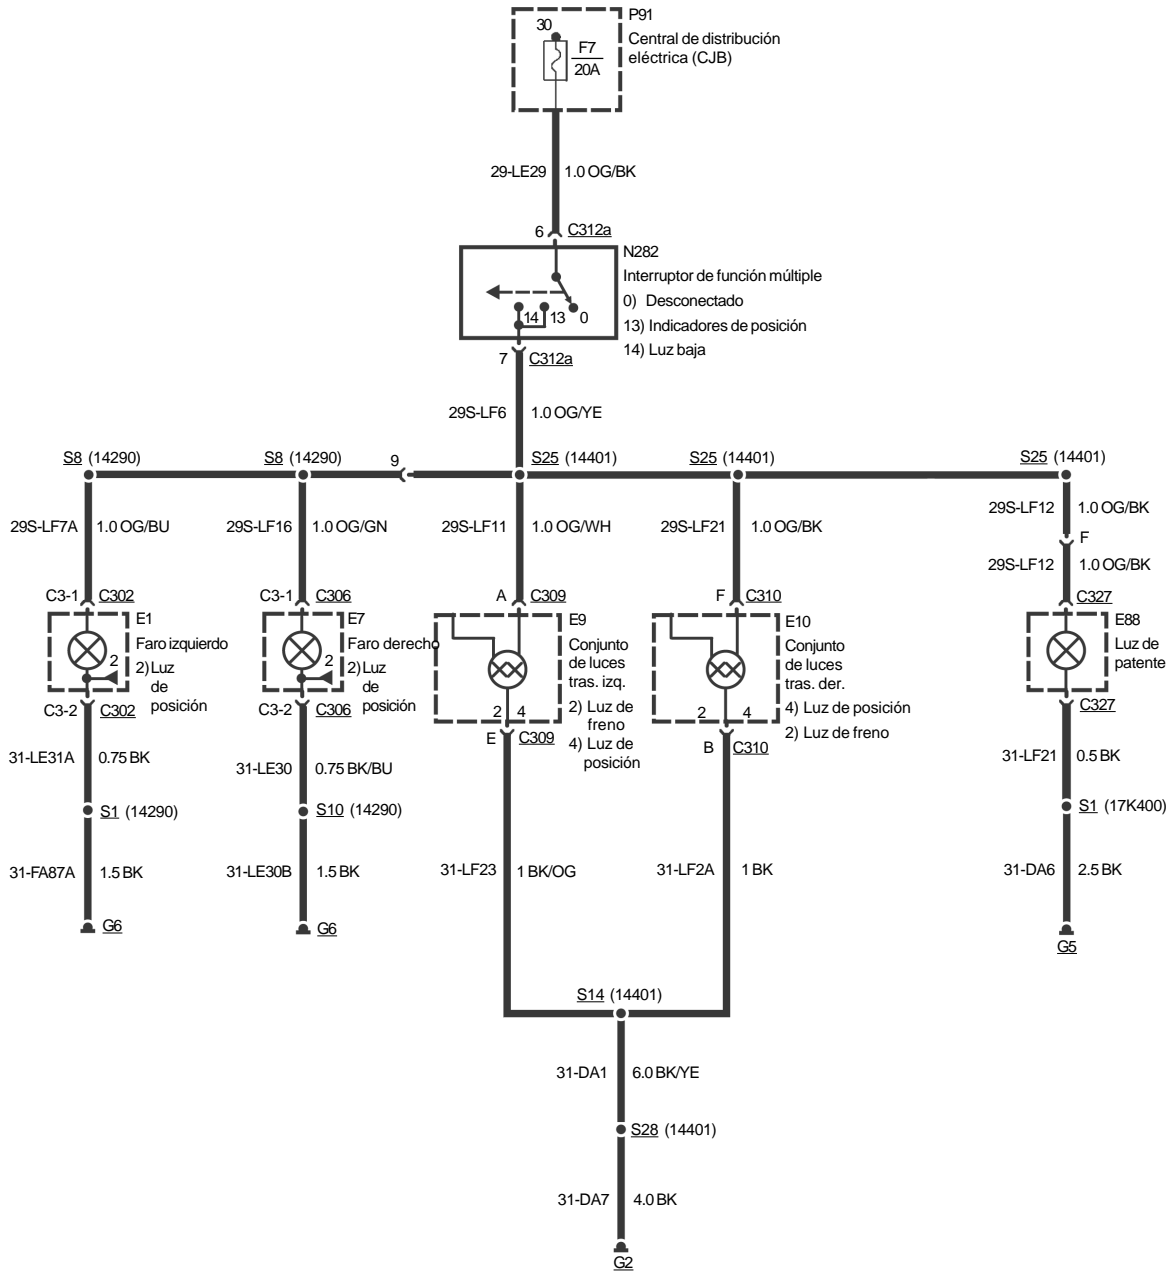 P91
30
Central de distribución
eléctrica (CJB)
F7
20A
29-LE29 1.0 OG/BK
6 C312a
N282
Interruptor de función múltiple
0) Desconectado
13) Indicadores de posición
14) Luz baja
14 13 0
7 C312a
29S-LF6 1.0 OG/YE
S8 (14290) S8 (14290) 9 S25 (14401) S25 (14401) S25 (14401)
29S-LF12 1.0 OG/BK
29S-LF7A 1.0 OG/BU 29S-LF16 1.0 OG/GN 29S-LF11 1.0 OG/WH 29S-LF21 1.0 OG/BK
F
29S-LF12 1.0 OG/BK
C3-1 C302 C3-1 C306 A C309 F C310 C327
E1
Faro izquierdo
2) Luz
de
posición
2
E7
Faro derecho
2) Luz
de
posición
2
E9
Conjunto
de luces
tras. izq.
2) Luz de
freno
4) Luz de
posición
2 4
E10
Conjunto
de luces
tras. der.
4) Luz de posición
2) Luz de freno
2 4
E88
Luz de
patente
C3-2 C302 C3-2 C306 E C309 B C310 C327
31-LE31A 0.75 BK 31-LE30 0.75 BK/BU 31-LF21 0.5 BK
S1 (14290) S10 (14290) S1 (17K400)
31-FA87A 1.5 BK 31-LE30B 1.5 BK 31-LF23 1 BK/OG 31-LF2A 1 BK 31-DA6 2.5 BK
G6 G6 G5
S14 (14401)
31-DA1 6.0 BK/YE
S28 (14401)
31-DA7 4.0 BK
G2